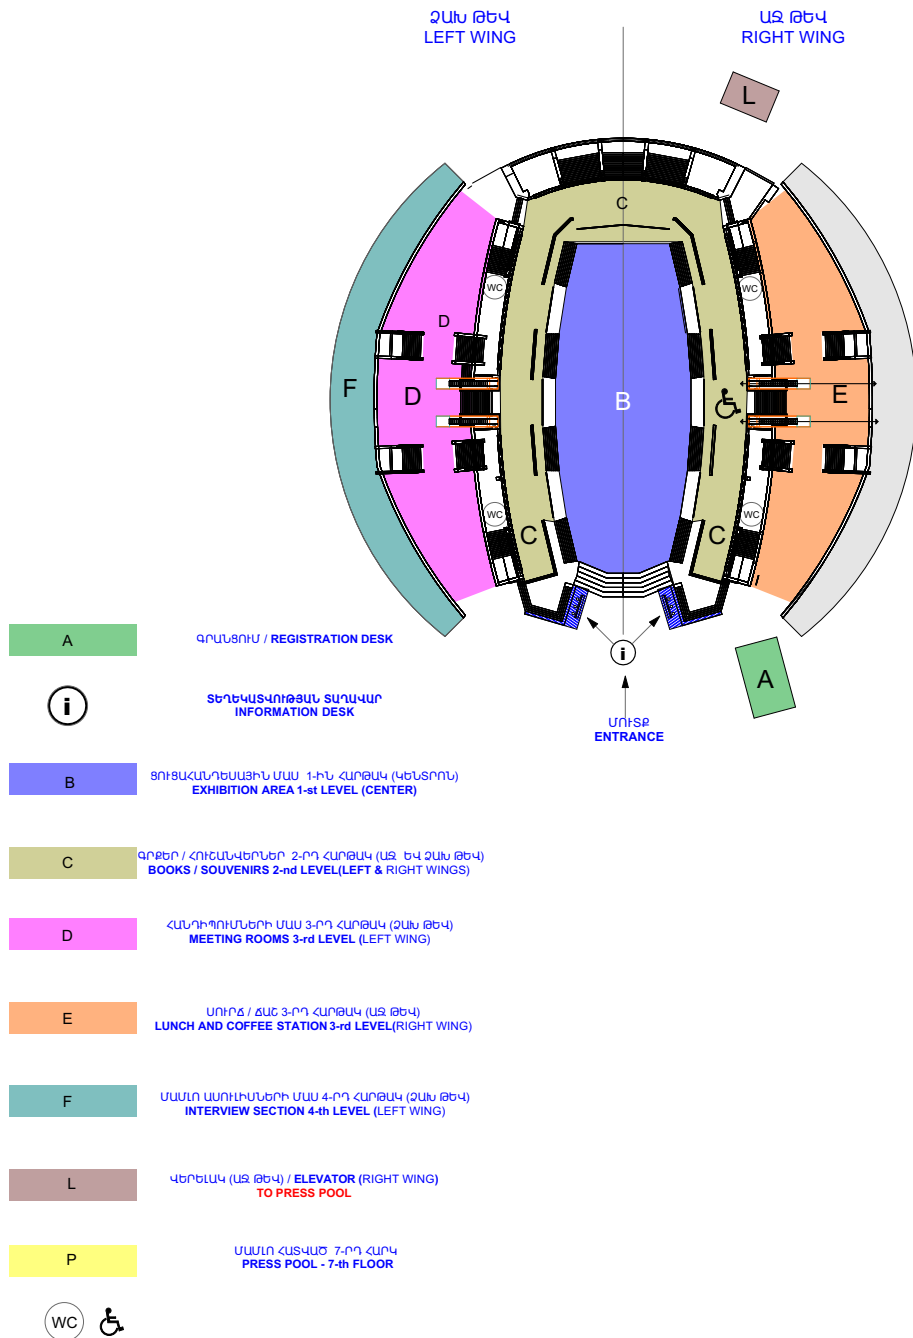 ՁԱԽ ԹԵՎ
LEFT WING
ԱՋ ԹԵՎ
RIGHT WING
L
C
WC
WC
D
F
D
B
E
C
C
WC
WC
i
A
ՄՈՒՏՔ
ENTRANCE
A
ԳՐԱՆՑՈՒՄ / REGISTRATION DESK
i
ՏԵՂԵԿԱՏՎՈՒԹՅԱՆ ՏԱՂԱՎԱՐ
INFORMATION DESK
B
ՑՈՒՑԱՀԱՆԴԵՍԱՅԻՆ ՄԱՍ 1-ԻՆ ՀԱՐԹԱԿ (ԿԵՆՏՐՈՆ)
EXHIBITION AREA 1-st LEVEL (CENTER)
C
ԳՐՔԵՐ / ՀՈՒՇԱՆՎԵՐՆԵՐ 2-ՐԴ ՀԱՐԹԱԿ (ԱՋ ԵՎ ՁԱԽ ԹԵՎ)
BOOKS / SOUVENIRS 2-nd LEVEL(LEFT & RIGHT WINGS)
D
ՀԱՆԴԻՊՈՒՄՆԵՐԻ ՄԱՍ 3-ՐԴ ՀԱՐԹԱԿ (ՁԱԽ ԹԵՎ)
MEETING ROOMS 3-rd LEVEL (LEFT WING)
E
ՍՈՒՐՃ / ՃԱՇ 3-ՐԴ ՀԱՐԹԱԿ (ԱՋ ԹԵՎ)
LUNCH AND COFFEE STATION 3-rd LEVEL(RIGHT WING)
F
ՄԱՄԼՈ ԱՍՈՒԼԻՍՆԵՐԻ ՄԱՍ 4-ՐԴ ՀԱՐԹԱԿ (ՁԱԽ ԹԵՎ)
INTERVIEW SECTION 4-th LEVEL (LEFT WING)
L
ՎԵՐԵԼԱԿ (ԱՋ ԹԵՎ) / ELEVATOR (RIGHT WING)
TO PRESS POOL
P
ՄԱՄԼՈ ՀԱՏՎԱԾ 7-ՐԴ ՀԱՐԿ
PRESS POOL - 7-th FLOOR
WC